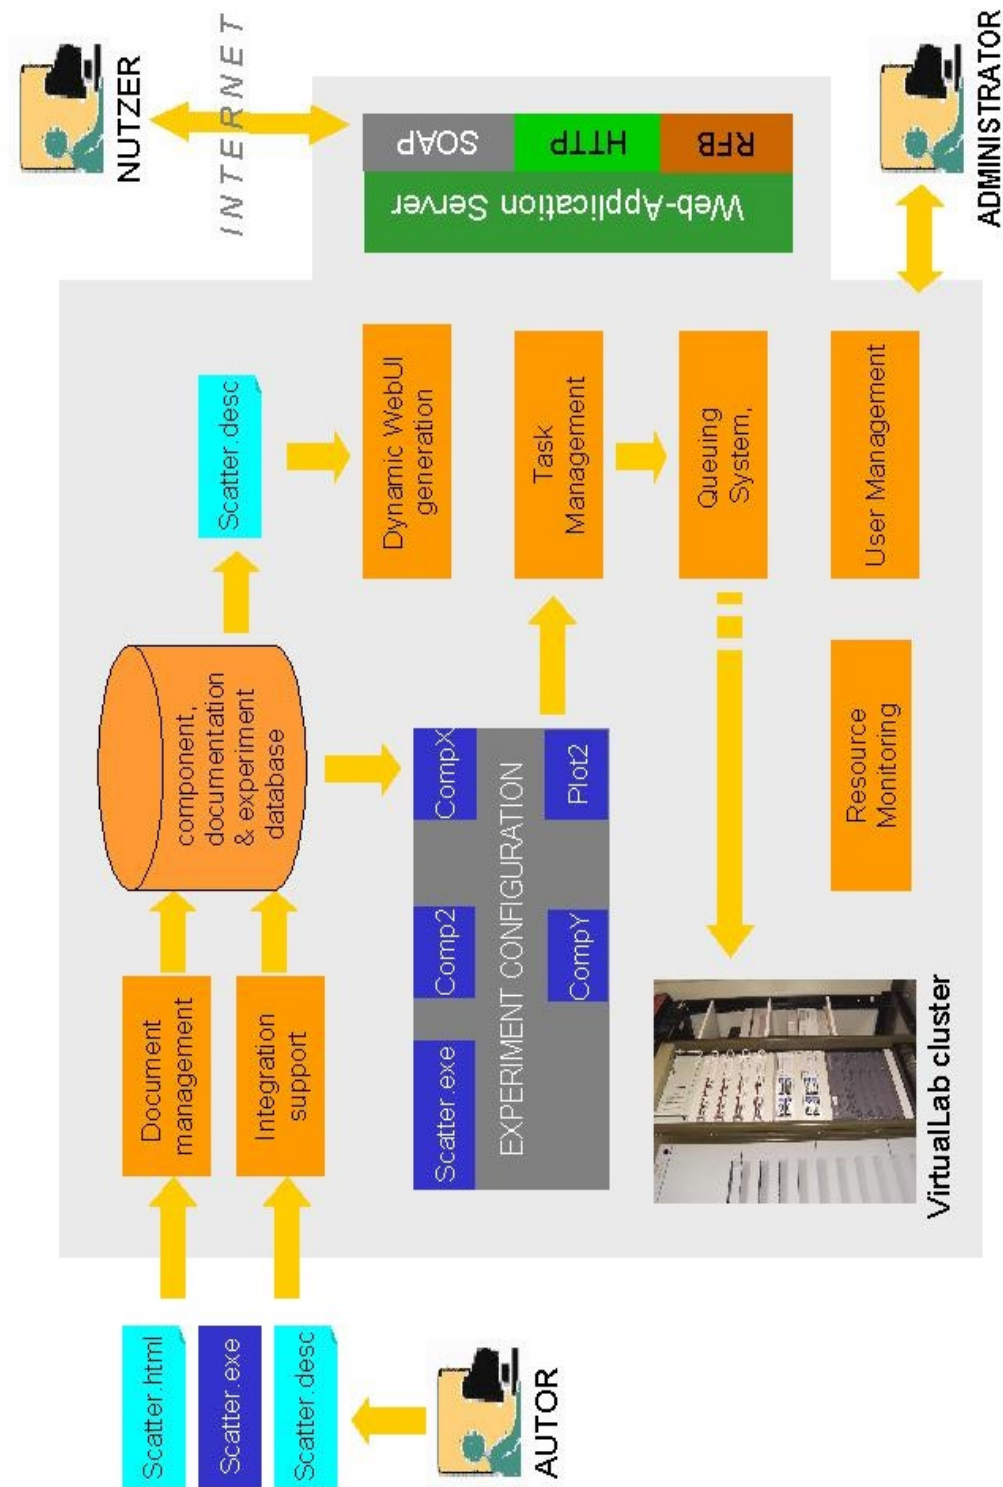 Scatter.html
Scatter.exe
Scatter.desc
AUTOR
Document
management
Integration
support
component,
documentation
& experiment
database
Scatter.desc
Scatter.exe
Comp2
CompX
EXPERIMENT CONFIGURATION
CompY
Plot2
Dynamic WebUI
generation
Task
Management
Queuing
System,
User Management
Resource
Monitoring
VirtualLab cluster
Web-Application Server
SOAP
HTTP
RFB
INTERNET
NUTZER
ADMINISTRATOR